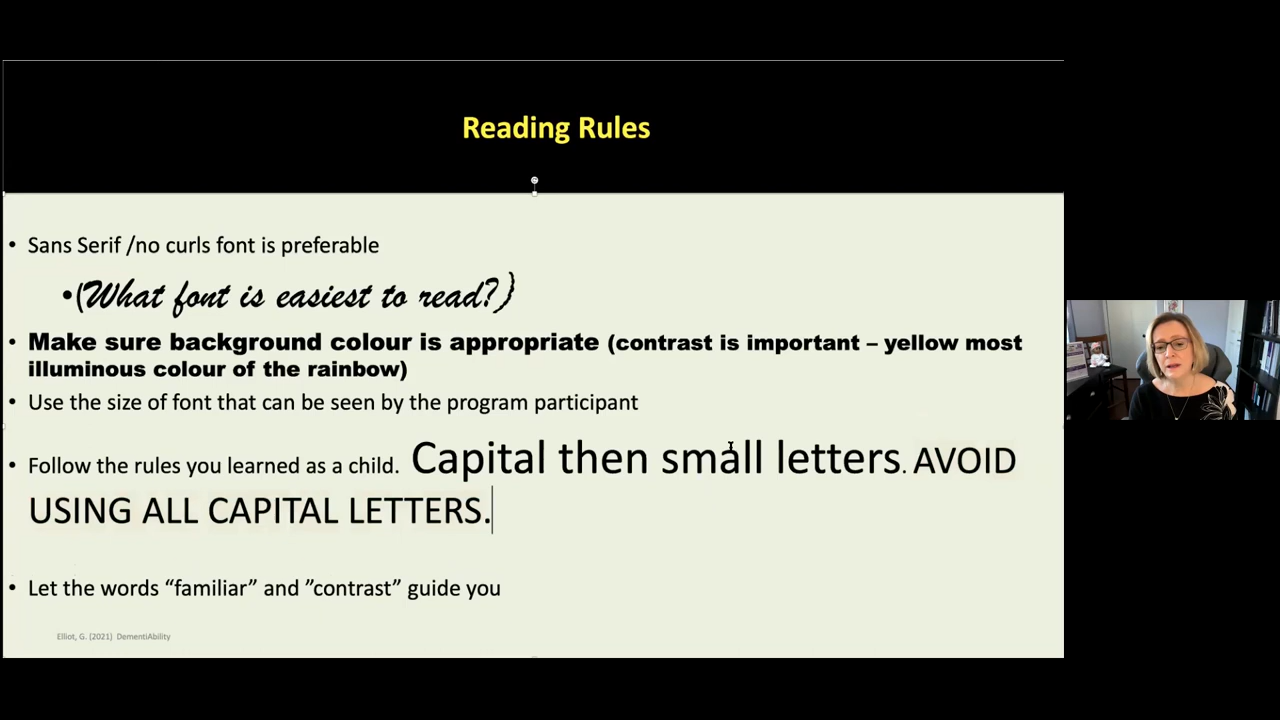 Reading Rules
• Sans Serif /no curls font is preferable
•(What font is easiest to read?)
• Make sure background colour is appropriate (contrast is important – yellow most
illuminous colour of the rainbow)
• Use the size of font that can be seen by the program participant
• Follow the rules you learned as a child. Capital then small letters. AVOID
USING ALL CAPITAL LETTERS.
• Let the words “familiar” and ”contrast” guide you
Elliot, G. (2021) DementiAbility